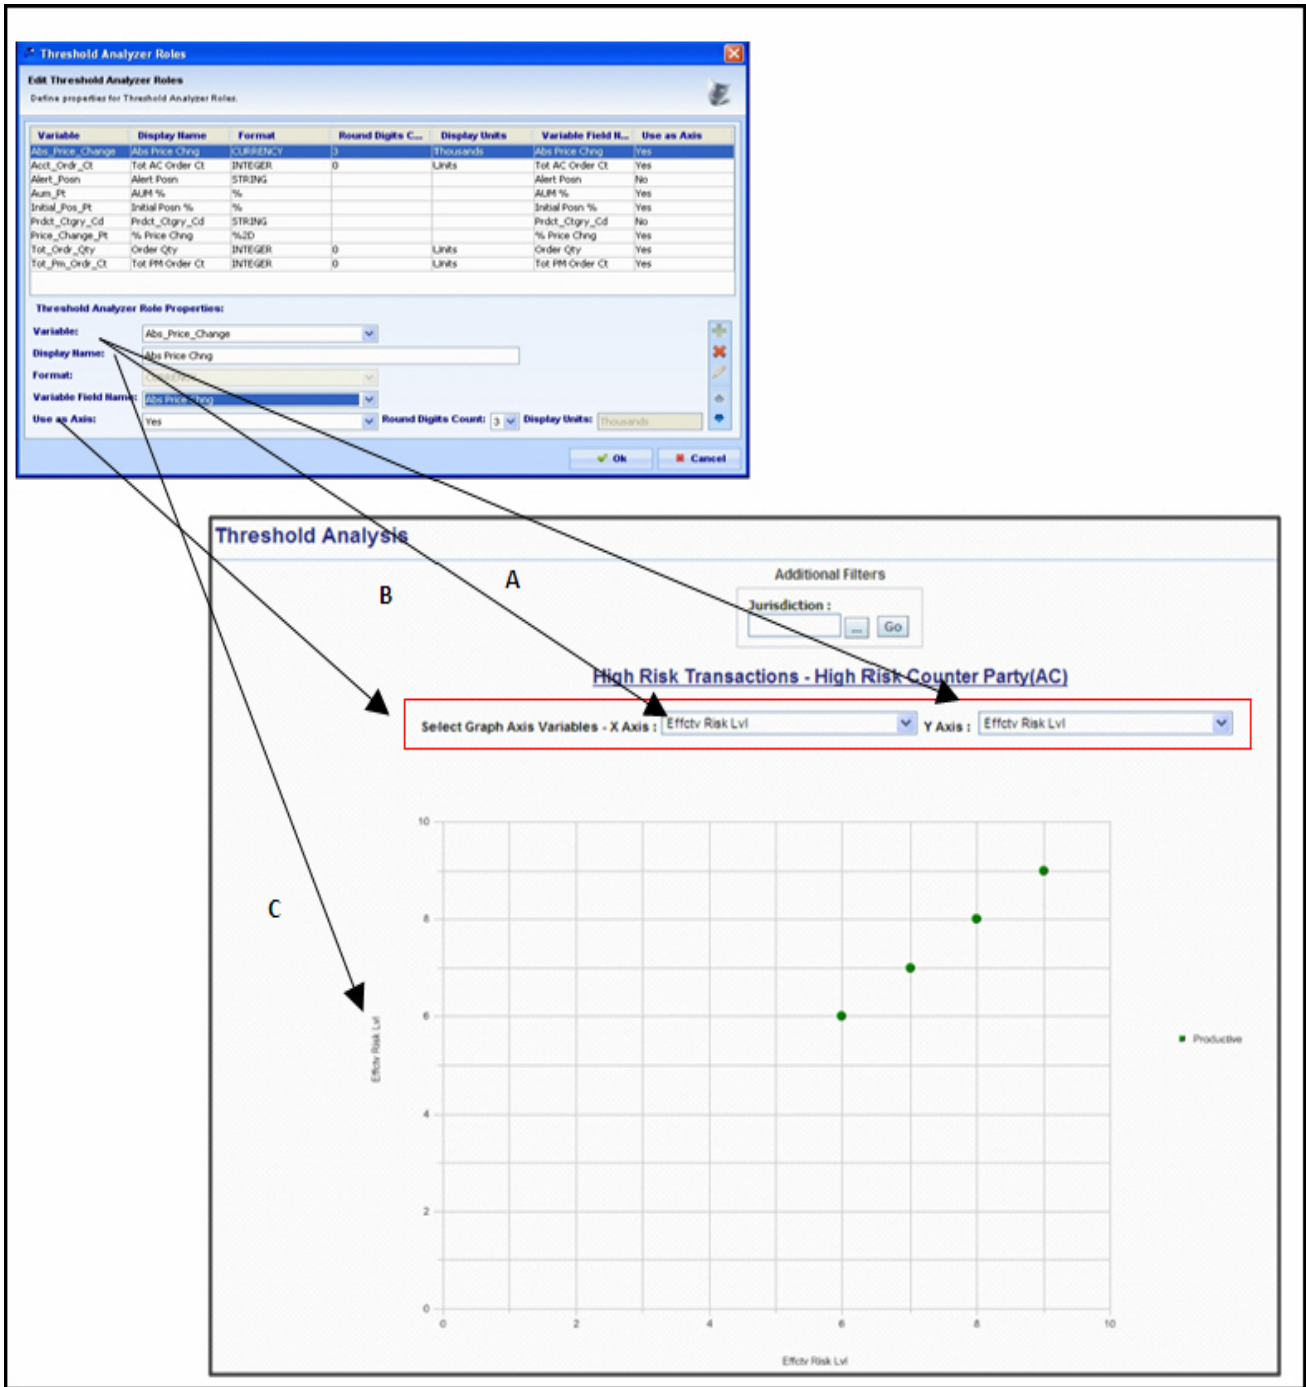 Threshold Analyzer Roles
Edit Threshold Analyzer Roles
Define properties for Threshold Analyzer Roles.
Variable Display Name Format Round Digits C... Display Units Variable Field N... Use as Axis
Abs_Price_Change Abs Price Chng CURRENCY 3 Thousands Abs Price Chng Yes
Acct_Ordr_Ct Tot AC Order Ct INTEGER 0 Units Tot AC Order Ct Yes
Alert_Posn Alert Posn STRING Alert Posn No
Aum_Pt AUM % % AUM % Yes
Initial_Pos_Pt Initial Posn % % Initial Posn % Yes
Prdct_Ctgry_Cd Prdct_Ctgry_Cd STRING Prdct_Ctgry_Cd No
Price_Change_Pt % Price Chng %2D % Price Chng Yes
Tot_Ordr_Qty Order Qty INTEGER 0 Units Order Qty Yes
Tot_Pm_Ordr_Ct Tot PM Order Ct INTEGER 0 Units Tot PM Order Ct Yes
Threshold Analyzer Role Properties:
Variable: Abs_Price_Change
Display Name: Abs Price Chng
Format: CURRENCY
Variable Field Name: Abs Price Chng
Use as Axis: Yes Round Digits Count: 3 Display Units: Thousands
Ok Cancel
Threshold Analysis
Additional Filters
A
B
Jurisdiction :
... Go
High Risk Transactions - High Risk Counter Party(AC)
Select Graph Axis Variables - X Axis : Effctv Risk Lvl Y Axis : Effctv Risk Lvl
10
C
8
6
Effctv Risk Lvl
Productive
4
2
0
0 2 4 6 8 10
Effctv Risk Lvl